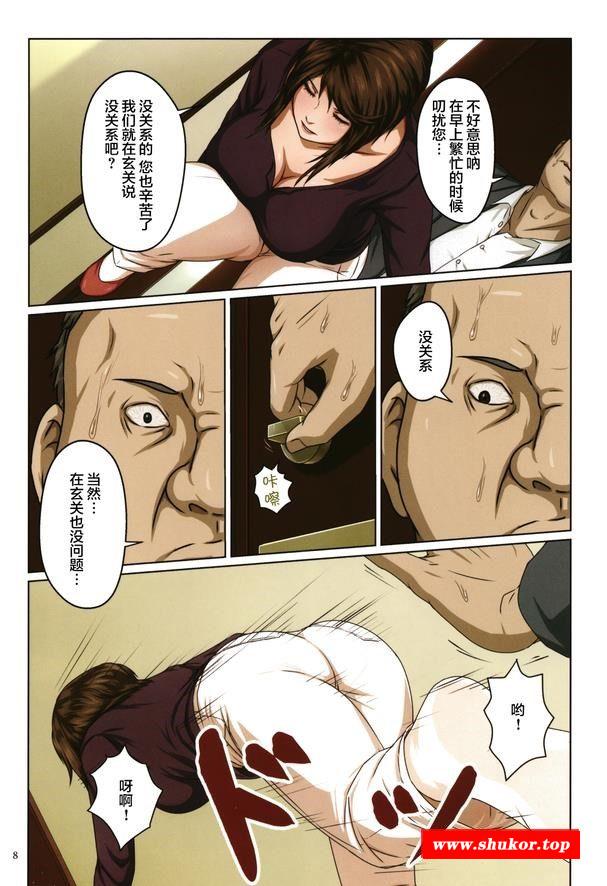 不好意思呐
在早上繁忙的时候
叨扰您…
没关系的 您也辛苦了
我们就在玄关说
没关系吧？
没关系
咔嚓
当然…
在玄关也没问题…
哟！
呀啊！
ドドド
8
www.shukor.top